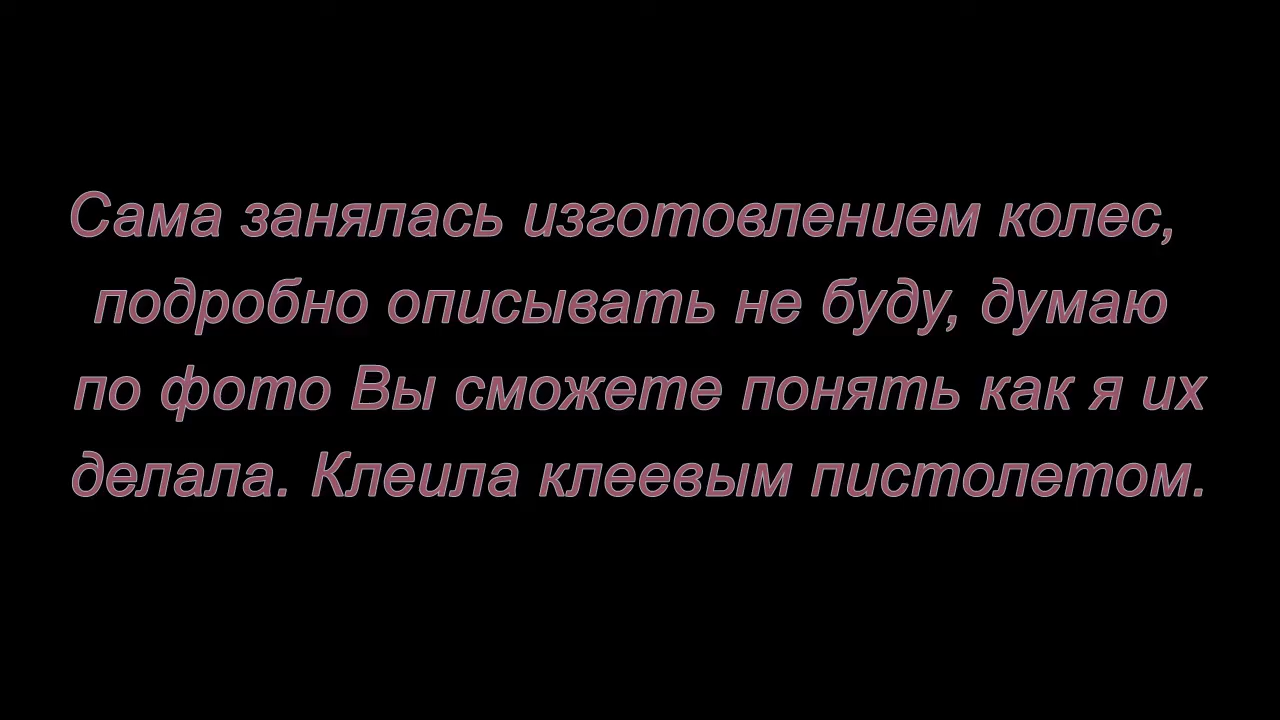 Сама занялась изготовлением колес,
подробно описывать не буду, думаю
по фото Вы сможете понять как я их
делала. Клеила клеевым пистолетом.